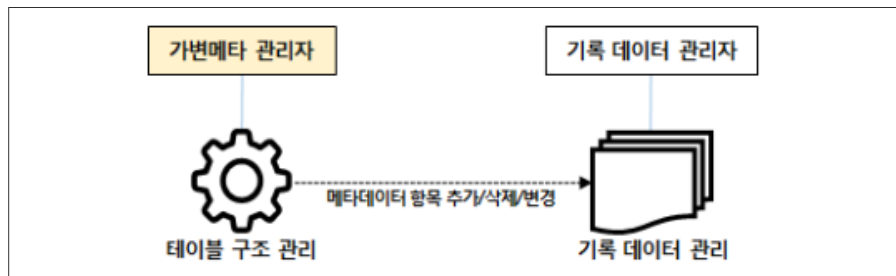 가변메타 관리자
기록 데이터 관리자
메타데이터 항목 추가/삭제/변경
테이블 구조 관리
기록 데이터 관리